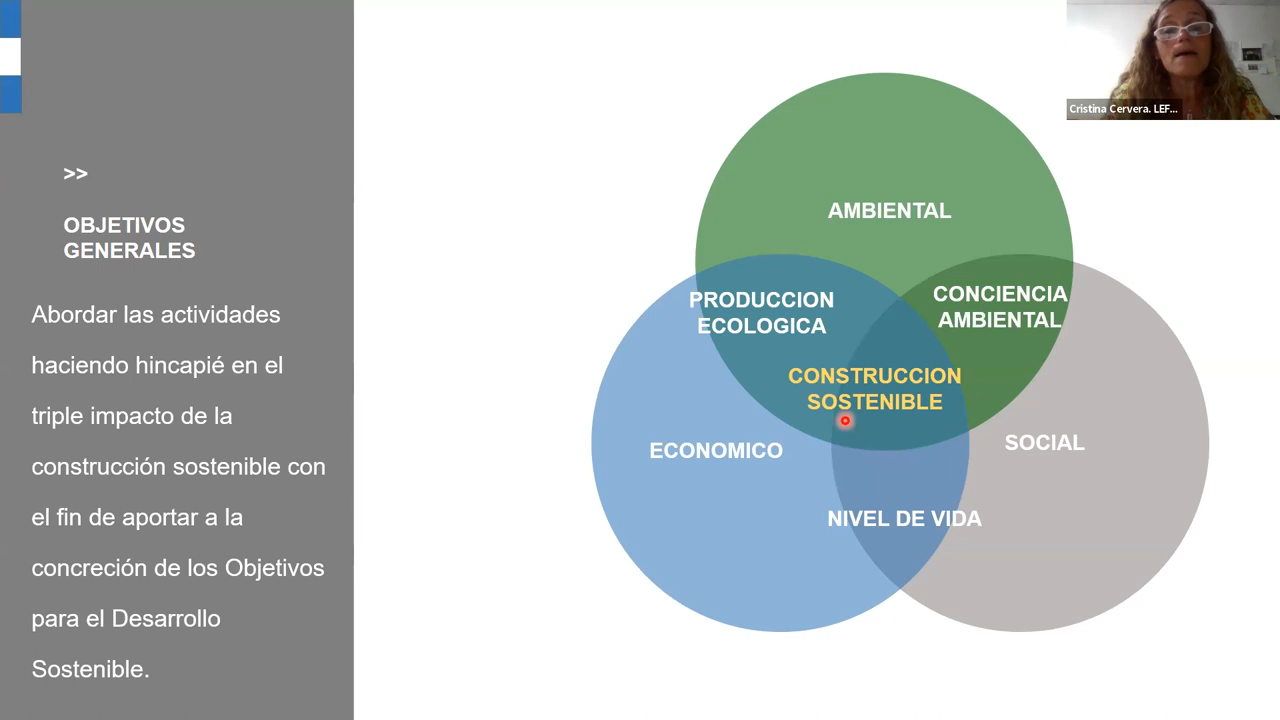 >>
OBJETIVOS
GENERALES
Abordar las actividades
haciendo hincapié en el
triple impacto de la
construcción sostenible con
el fin de aportar a la
concreción de los Objetivos
para el Desarrollo
Sostenible.
Cristina Cervera. LEF...
AMBIENTAL
PRODUCCION
ECOLOGICA
CONCIENCIA
AMBIENTAL
CONSTRUCCION
SOSTENIBLE
ECONOMICO
SOCIAL
NIVEL DE VIDA